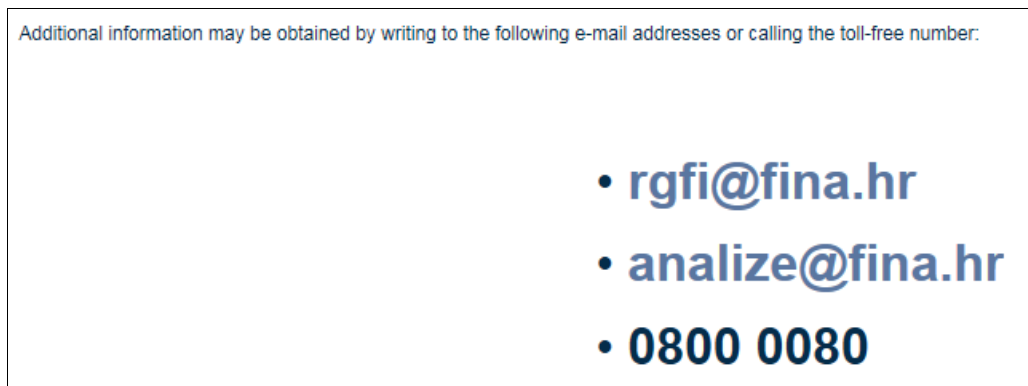 Additional information may be obtained by writing to the following e-mail addresses or calling the toll-free number:
• rgfi@fina.hr
• analize@fina.hr
• 0800 0080